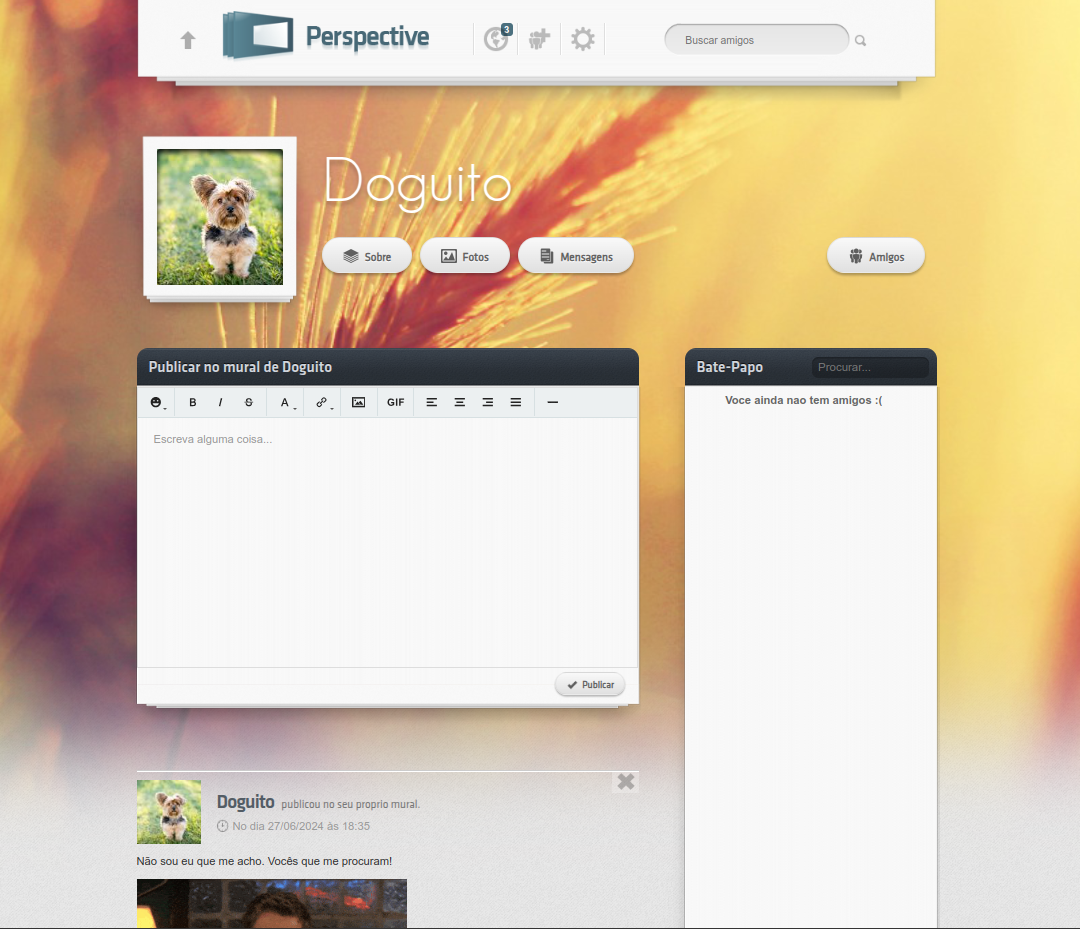 Perspective
3
Buscar amigos
Doguito
Sobre
Fotos
Mensagens
Amigos
Publicar no mural de Doguito
B I S A GIF
Escreva alguma coisa...
Publicar
Bate-Papo
Procurar...
Voce ainda nao tem amigos :(
Doguito publicou no seu proprio mural.
No dia 27/06/2024 às 18:35
Não sou eu que me acho. Vocês que me procuram!